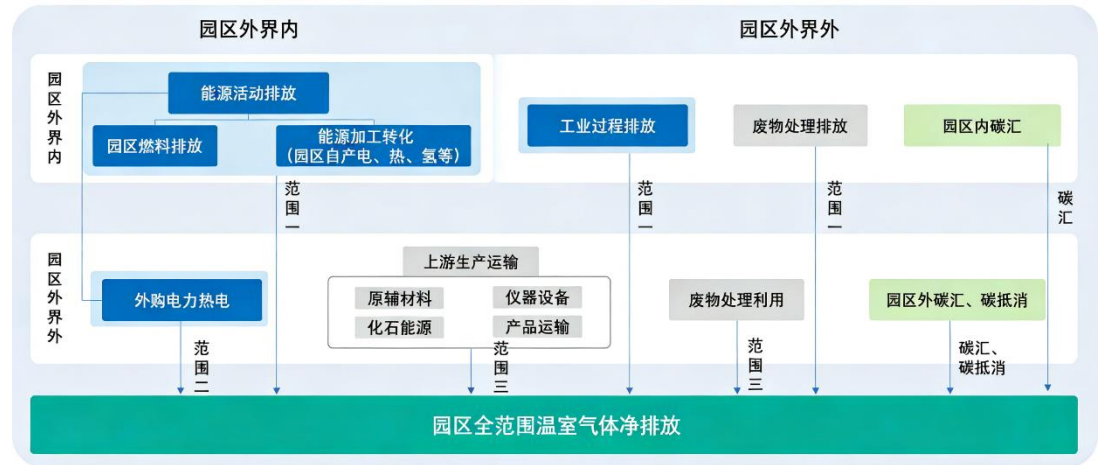 园区外界内
园区外界外
园区外界内
能源活动排放
园区燃料排放
能源加工转化
(园区自产电、热、氢等)
工业过程排放
废物处理排放
园区内碳汇
范围一
范围一
范围一
碳汇
园区外界外
上游生产运输
外购电力热电
原辅材料
仪器设备
化石能源
产品运输
废物处理利用
园区外碳汇、碳抵消
范围二
范围三
范围三
碳汇、
碳抵消
园区全范围温室气体净排放